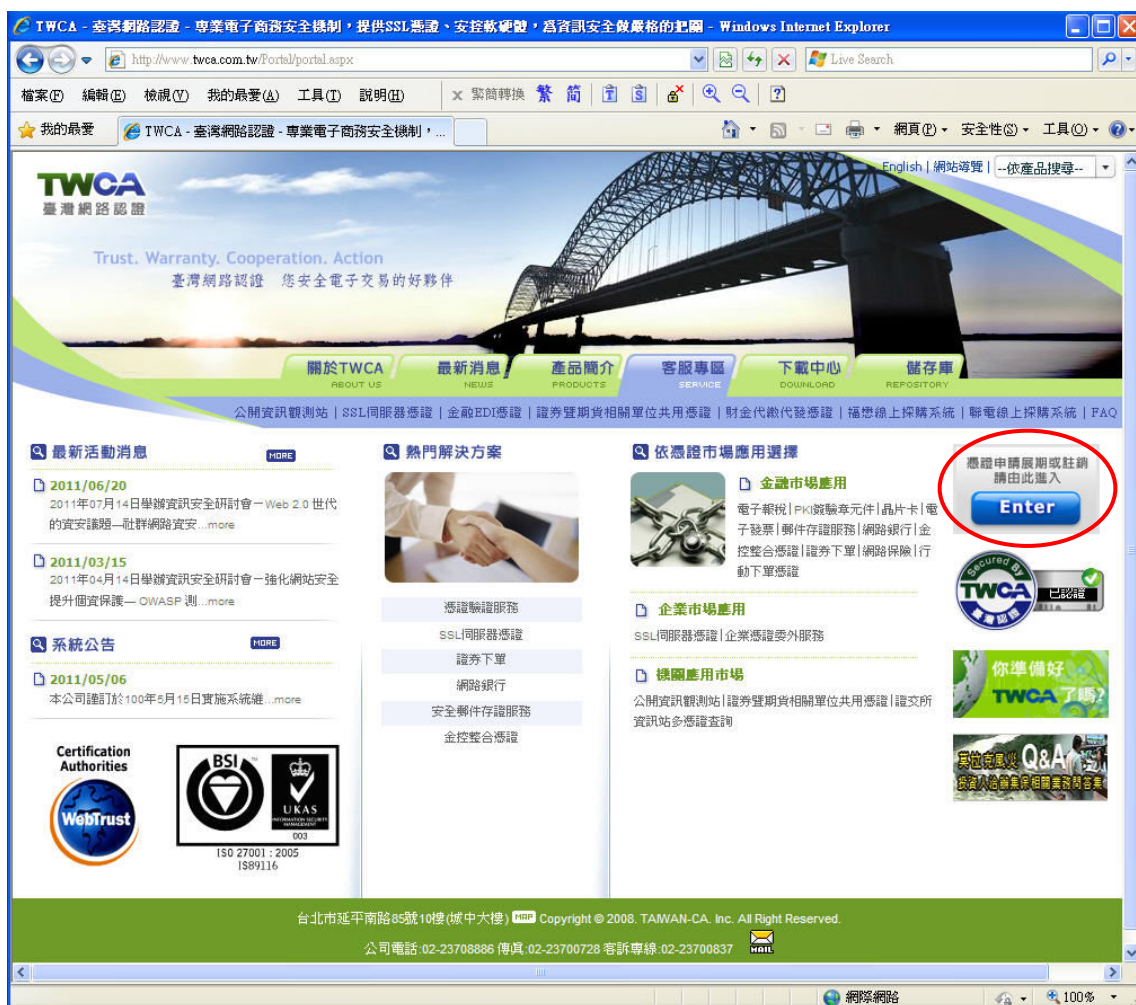 TWCA - 臺灣網路認證 - 專業電子商務安全機制，提供SSL憑證、安控軟硬體，為資訊安全做嚴格的把關 - Windows Internet Explorer
http://www.twca.com.tw/Portal/portal.aspx
Live Search
檔案(F) 編輯(E) 檢視(V) 我的最愛(A) 工具(T) 說明(H) x 繁簡轉換 繁 简
我的最愛 TWCA - 臺灣網路認證 - 專業電子商務安全機制，... 網頁(P) 安全性(S) 工具(O)
English | 網站導覽 | --依產品搜尋--
TWCA
臺灣網路認證
Trust. Warranty. Cooperation. Action
臺灣網路認證 您安全電子交易的好夥伴
關於TWCA 最新消息 產品簡介 客服專區 下載中心 儲存庫
ABOUT US NEWS PRODUCTS SERVICE DOWNLOAD REPOSITORY
公開資訊觀測站 | SSL伺服器憑證 | 金融EDI憑證 | 證券暨期貨相關單位共用憑證 | 財金代繳代發憑證 | 福懋線上採購系統 | 聯電線上採購系統 | FAQ
最新活動消息 MORE
2011/06/20
2011年07月14日舉辦資訊安全研討會－Web 2.0 世代
的資安議題—社群網路資安...more
2011/03/15
2011年04月14日舉辦資訊安全研討會－強化網站安全
提升個資保護— OWASP 測...more
系統公告 MORE
2011/05/06
本公司謹訂於100年5月15日實施系統維...more
Certification
Authorities
WebTrust
BSI
UKAS
INFORMATION SECURITY
MANAGEMENT
003
ISO 27001 : 2005
IS89116
熱門解決方案
憑證驗證服務
SSL伺服器憑證
證券下單
網路銀行
安全郵件存證服務
金控整合憑證
依憑證市場應用選擇
金融市場應用
電子報稅|PKI簽驗章元件|晶片卡|電
子發票|郵件存證服務|網路銀行|金
控整合憑證|證券下單|網路保險|行
動下單憑證
企業市場應用
SSL伺服器憑證|企業憑證委外服務
機關應用市場
公開資訊觀測站|證券暨期貨相關單位共用憑證|證交所
資訊站多憑證查詢
憑證申請展期或註銷
請由此進入
Enter
Secured By
TWCA
臺灣認證
已認證
你準備好
TWCA 了嗎?
莫拉克風災 Q&A
投資人洽辦集保相關業務問答集
台北市延平南路85號10樓(城中大樓) MAP Copyright © 2008. TAIWAN-CA. Inc. All Right Reserved.
公司電話:02-23708886 傳真:02-23700728 客訴專線:02-23700837 MAIL
網際網路 100%